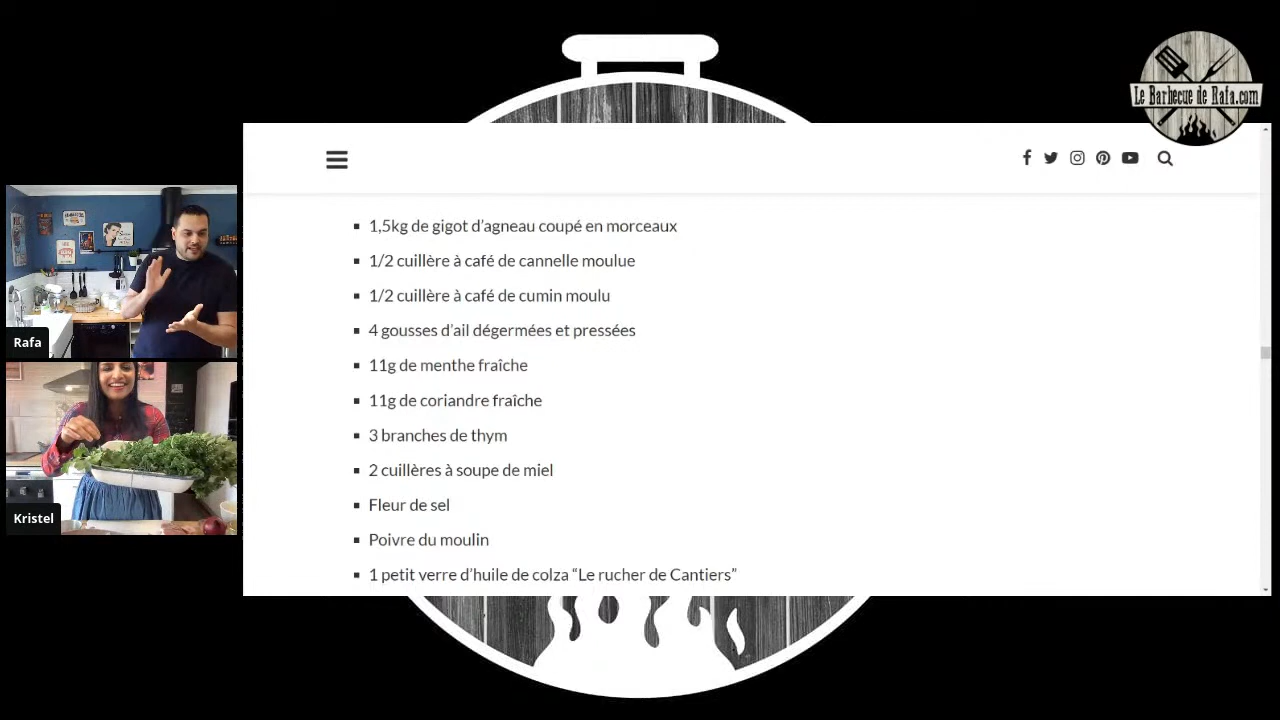 Le Barbecue de Rafa.com
1,5kg de gigot d’agneau coupé en morceaux
1/2 cuillère à café de cannelle moulue
1/2 cuillère à café de cumin moulu
4 gousses d’ail dégermées et pressées
11g de menthe fraîche
11g de coriandre fraîche
3 branches de thym
2 cuillères à soupe de miel
Fleur de sel
Poivre du moulin
1 petit verre d’huile de colza “Le rucher de Cantiers”
Rafa
Kristel